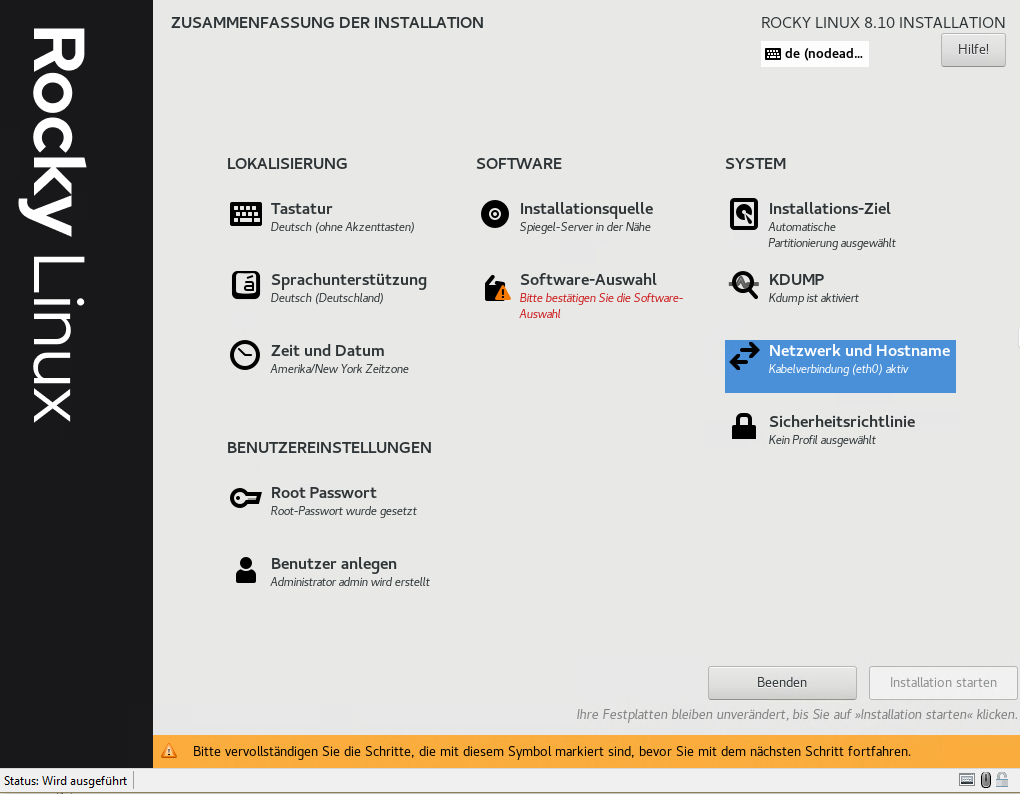 Rocky Linux
ZUSAMMENFASSUNG DER INSTALLATION
ROCKY LINUX 8.10 INSTALLATION
de (nodead...
Hilfe!
LOKALISIERUNG
Tastatur
Deutsch (ohne Akzenttasten)
Sprachunterstützung
Deutsch (Deutschland)
Zeit und Datum
Amerika/New York Zeitzone
SOFTWARE
Installationsquelle
Spiegel-Server in der Nähe
Software-Auswahl
Bitte bestätigen Sie die Software-
Auswahl
SYSTEM
Installations-Ziel
Automatische
Partitionierung ausgewählt
KDUMP
Kdump ist aktiviert
Netzwerk und Hostname
Kabelverbindung (eth0) aktiv
Sicherheitsrichtlinie
Kein Profil ausgewählt
BENUTZEREINSTELLUNGEN
Root Passwort
Root-Passwort wurde gesetzt
Benutzer anlegen
Administrator admin wird erstellt
Beenden
Installation starten
Ihre Festplatten bleiben unverändert, bis Sie auf »Installation starten« klicken.
Bitte vervollständigen Sie die Schritte, die mit diesem Symbol markiert sind, bevor Sie mit dem nächsten Schritt fortfahren.
Status: Wird ausgeführt